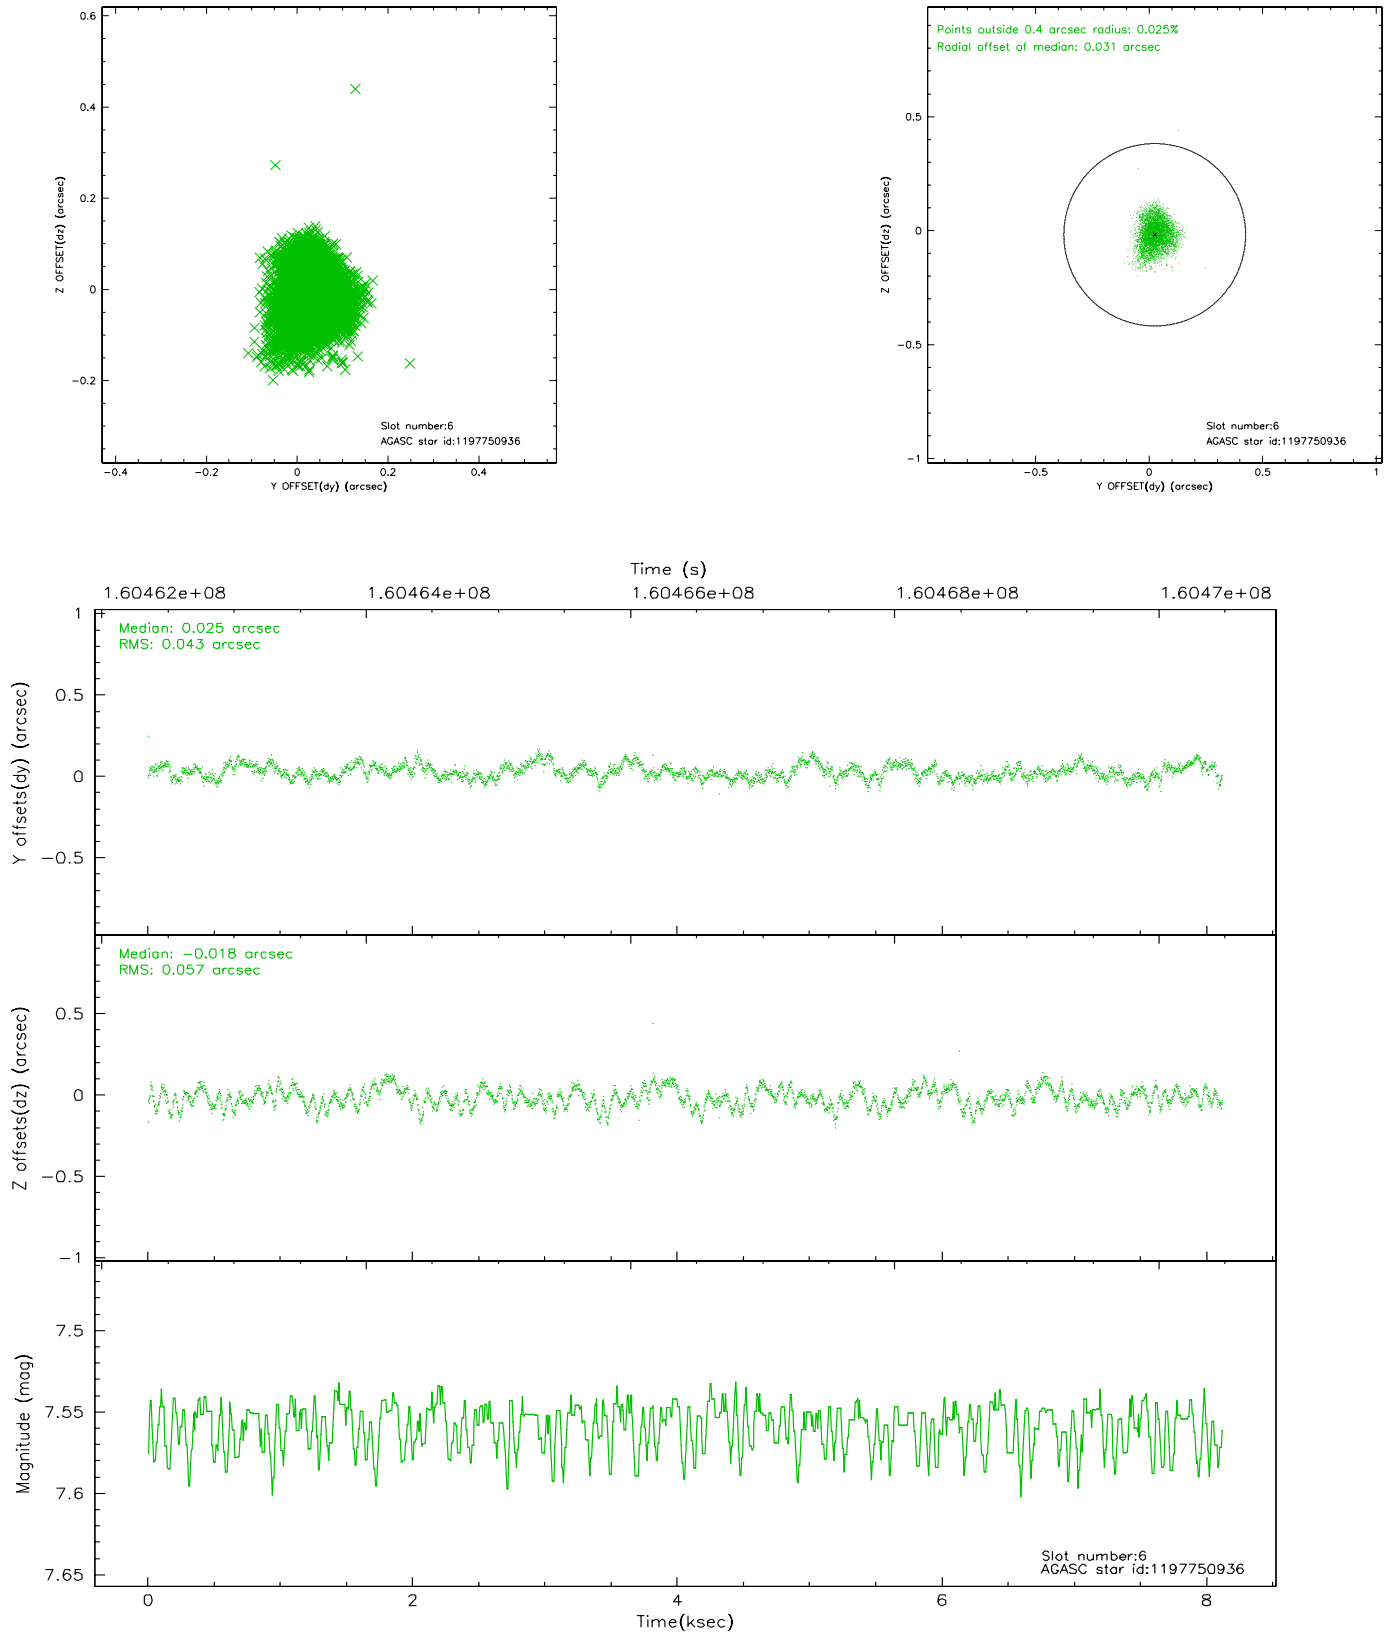 0.6
0.4
0.2
0
−0.2
−0.4
−0.2
0
0.2
0.4
Z OFFSET(dz) (arcsec)
Y OFFSET(dy) (arcsec)
Slot number:6
AGASC star id:1197750936
Points outside 0.4 arcsec radius: 0.025%
Radial offset of median: 0.031 arcsec
0.5
0
−0.5
−1
−0.5
0
0.5
1
Z OFFSET(dz) (arcsec)
Y OFFSET(dy) (arcsec)
Slot number:6
AGASC star id:1197750936
Time (s)
1.60462e+08
1.60464e+08
1.60466e+08
1.60468e+08
1.6047e+08
Median: 0.025 arcsec
RMS: 0.043 arcsec
1
0.5
0
−0.5
Y offsets(dy) (arcsec)
Median: −0.018 arcsec
RMS: 0.057 arcsec
0.5
0
−0.5
−1
Z offsets(dz) (arcsec)
7.5
7.55
7.6
7.65
Magnitude (mag)
Slot number:6
AGASC star id:1197750936
0
2
4
6
8
Time(ksec)